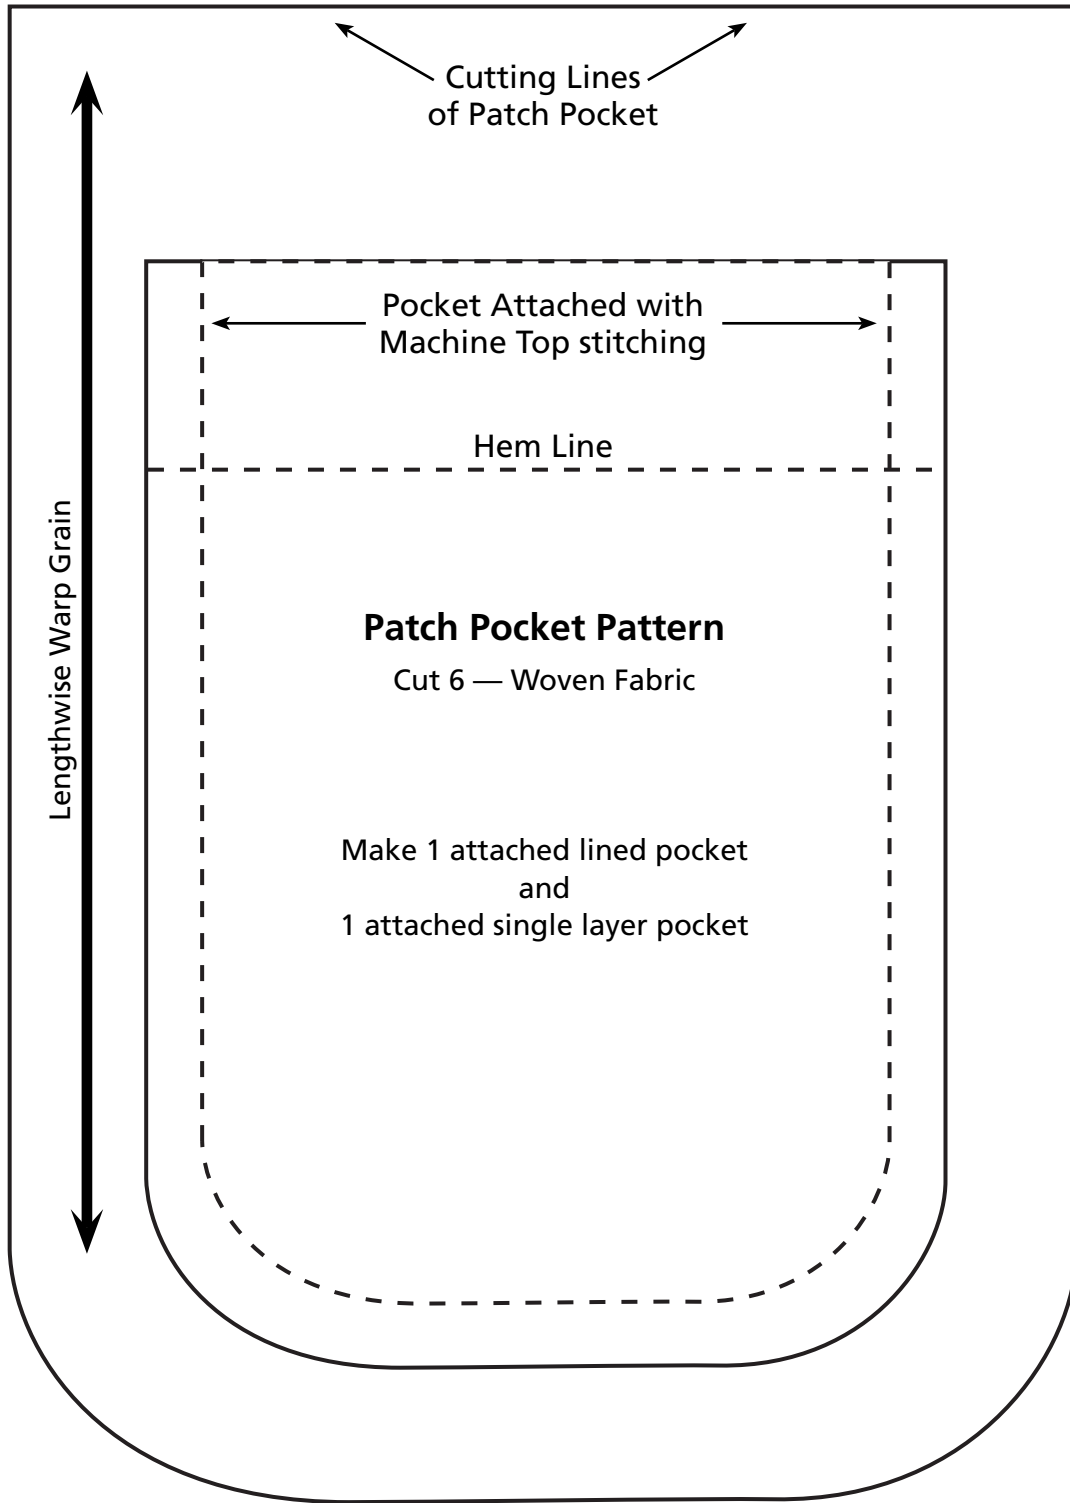 Cutting Lines
of Patch Pocket
Pocket Attached with
Machine Top stitching
Hem Line
Lengthwise Warp Grain
Patch Pocket Pattern
Cut 6 — Woven Fabric
Make 1 attached lined pocket
and
1 attached single layer pocket